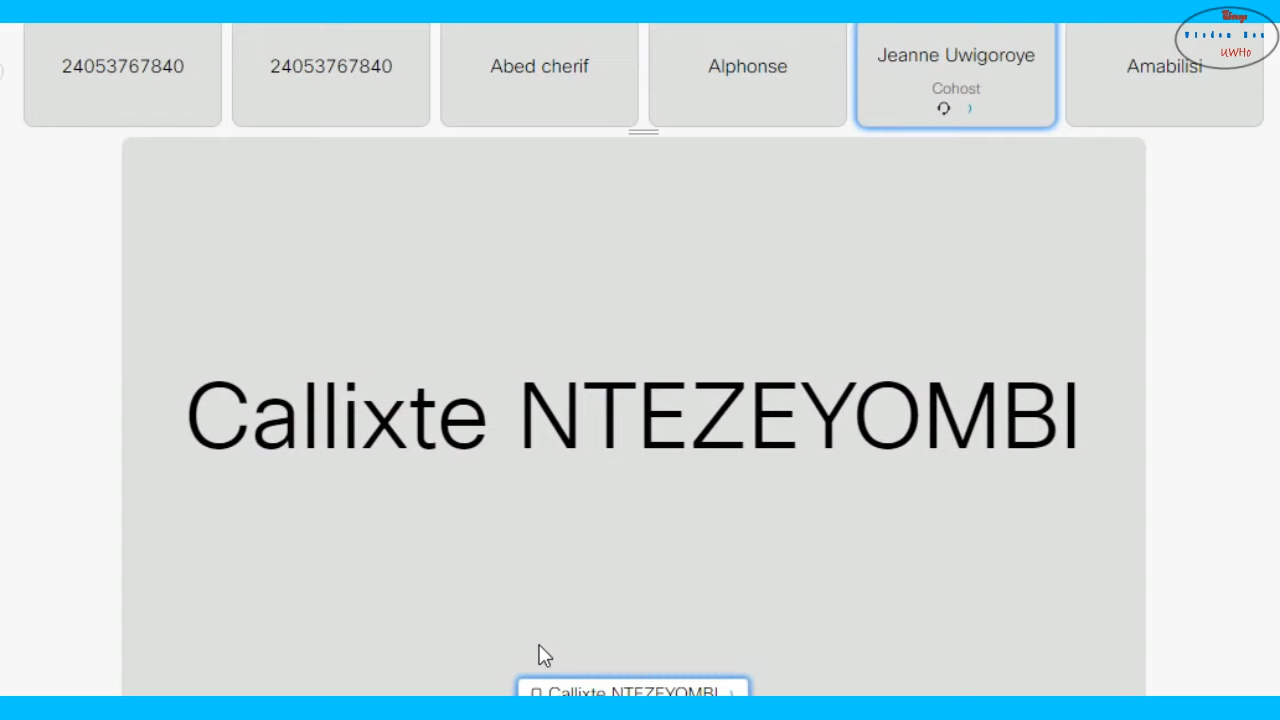 24053767840
24053767840
Abed cherif
Alphonse
Jeanne Uwigoroye
Cohost
Amabilisi
UWHo
Callixte NTEZEYOMBI
Callixte NTEZEYOMBI